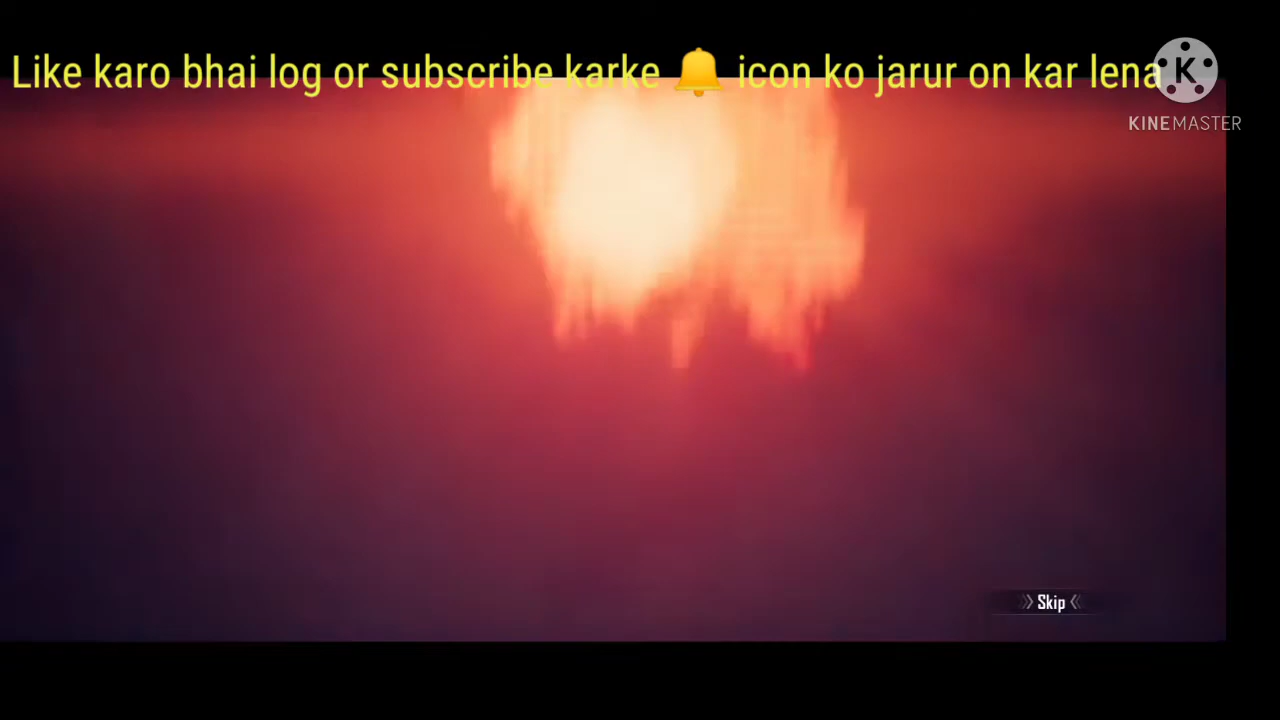 Like karo bhai log or subscribe karke 🔔 icon ko jarur on kar lena
K
KINEMASTER
Skip